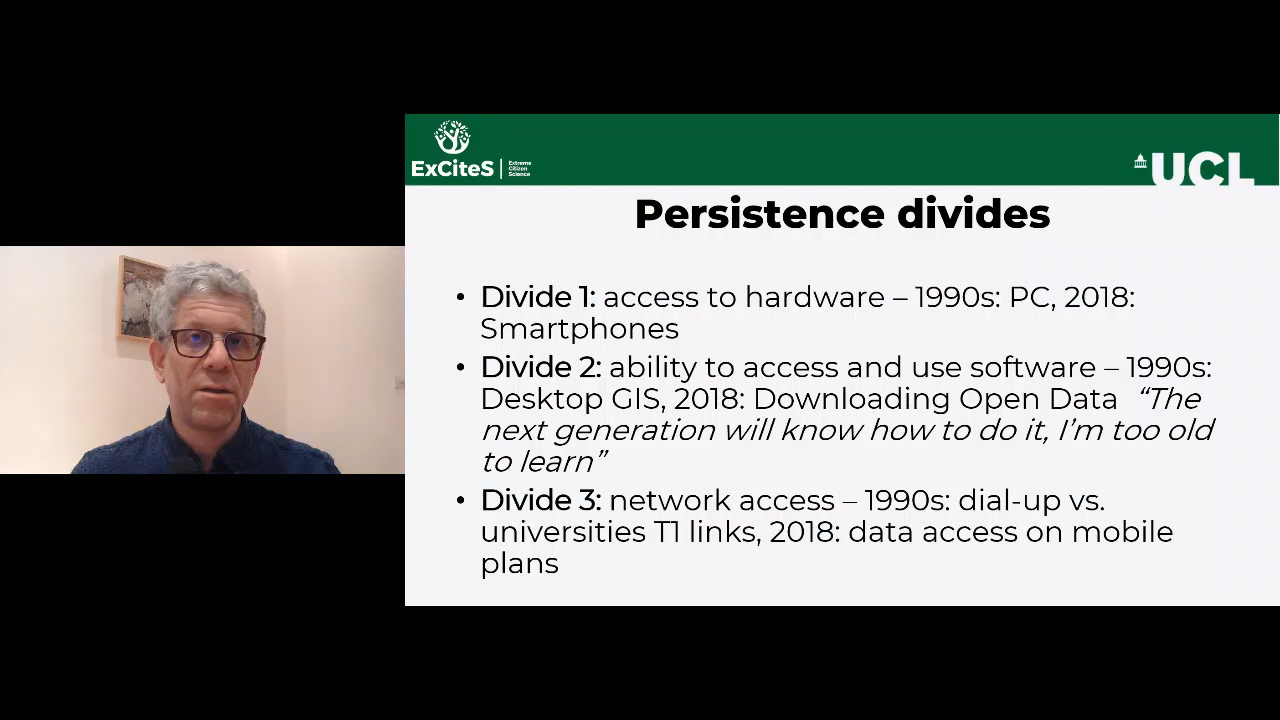 ExCiteS
Extreme
Citizen
Science
UCL
Persistence divides
• Divide 1: access to hardware – 1990s: PC, 2018:
Smartphones
• Divide 2: ability to access and use software – 1990s:
Desktop GIS, 2018: Downloading Open Data “The
next generation will know how to do it, I’m too old
to learn”
• Divide 3: network access – 1990s: dial-up vs.
universities T1 links, 2018: data access on mobile
plans